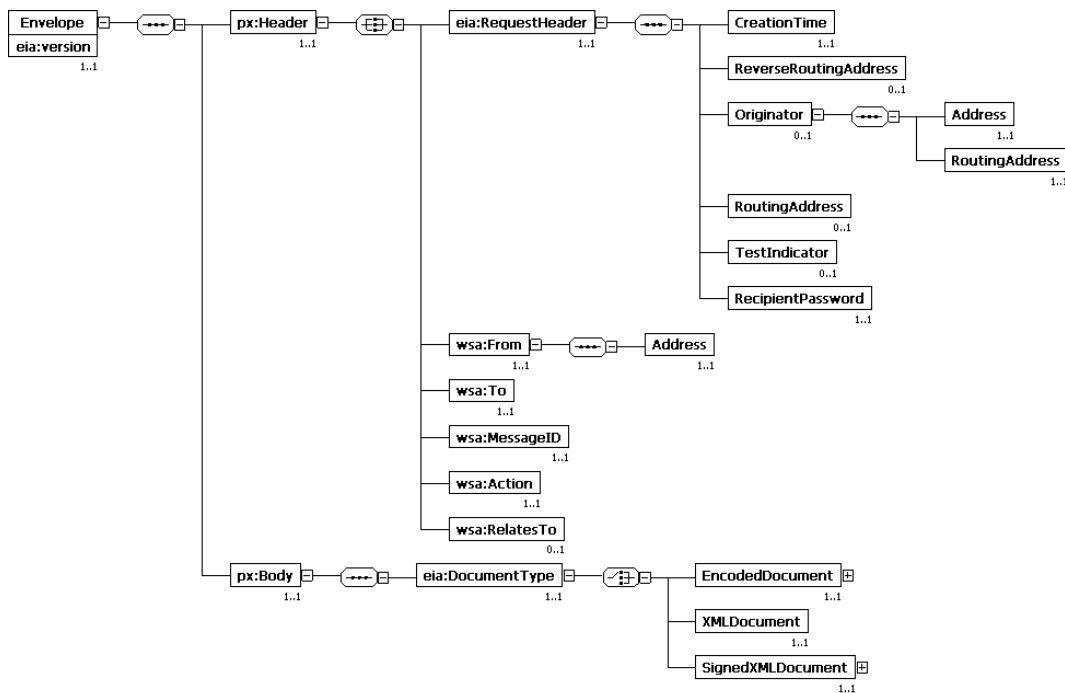 Envelope
eia:version
1..1
px:Header
1..1
eia:RequestHeader
1..1
CreationTime
1..1
ReverseRoutingAddress
0..1
Originator
0..1
Address
1..1
RoutingAddress
1..1
RoutingAddress
0..1
TestIndicator
0..1
RecipientPassword
1..1
wsa:From
1..1
Address
1..1
wsa:To
1..1
wsa:MessageID
1..1
wsa:Action
1..1
wsa:RelatesTo
0..1
px:Body
1..1
eia:DocumentType
1..1
EncodedDocument
1..1
XMLDocument
1..1
SignedXMLDocument
1..1